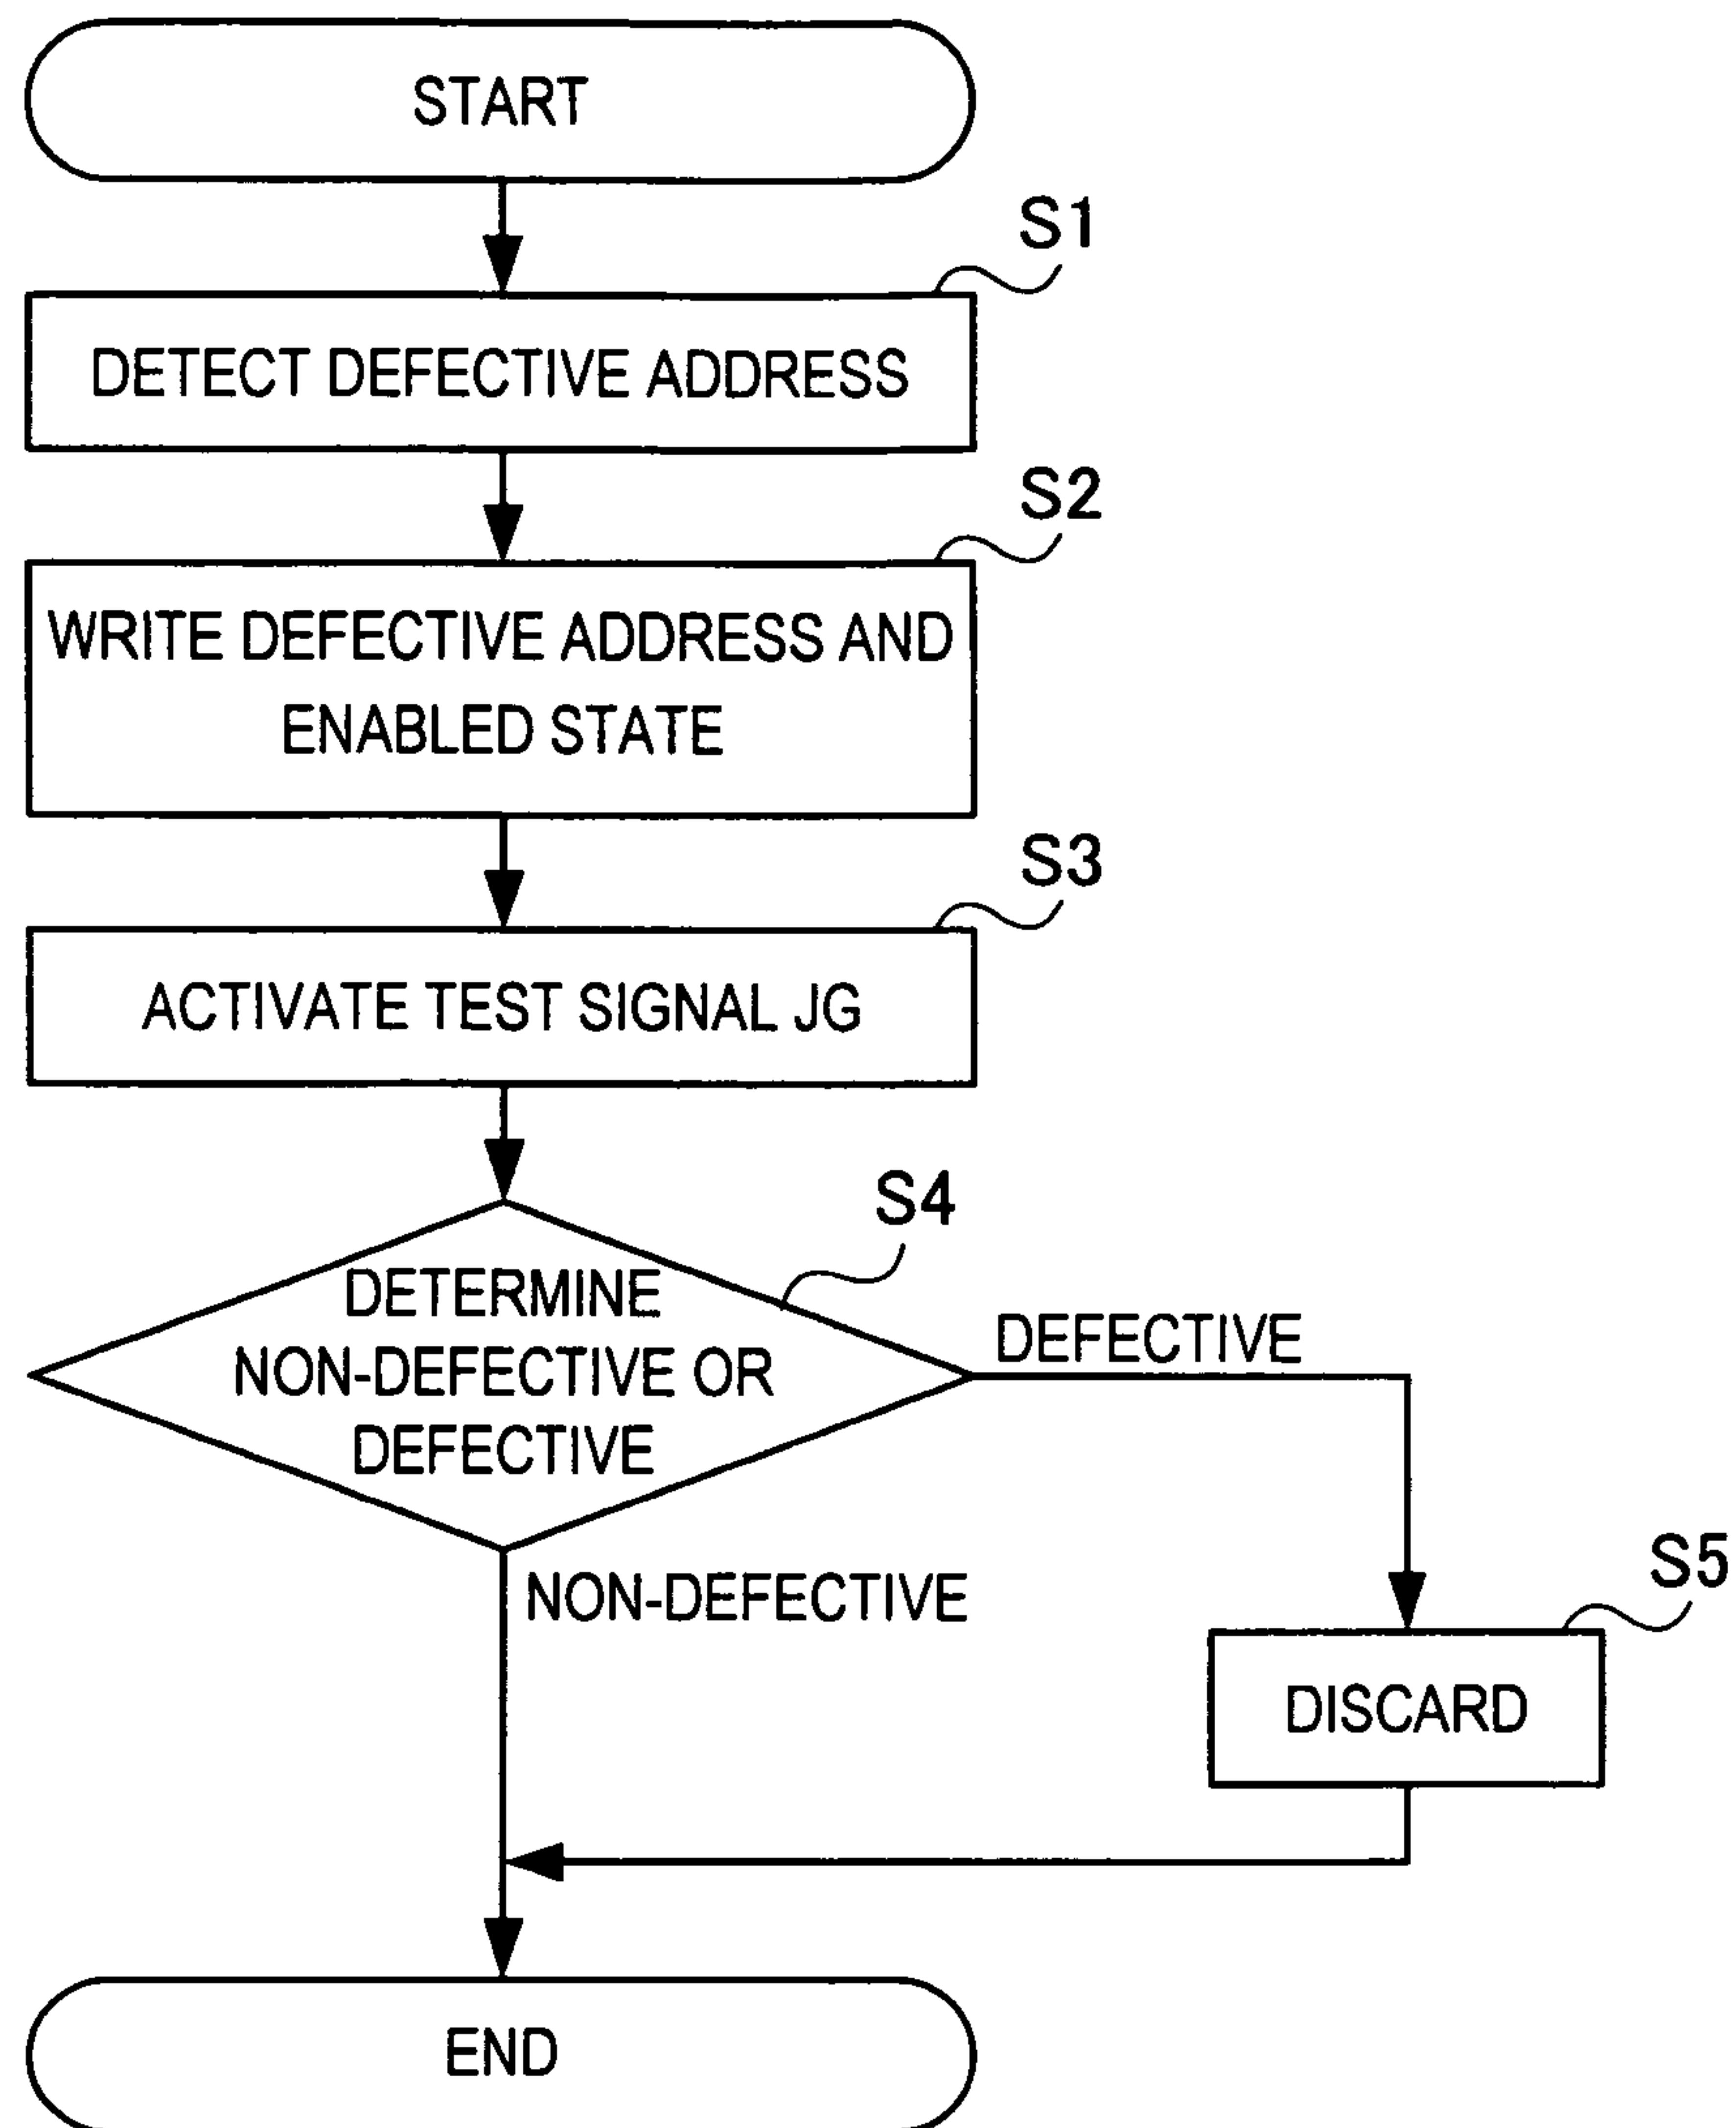 START
S1
DETECT DEFECTIVE ADDRESS
S2
WRITE DEFECTIVE ADDRESS AND
ENABLED STATE
S3
ACTIVATE TEST SIGNAL JG
S4
DETERMINE
NON-DEFECTIVE OR
DEFECTIVE
DEFECTIVE
NON-DEFECTIVE
S5
DISCARD
END